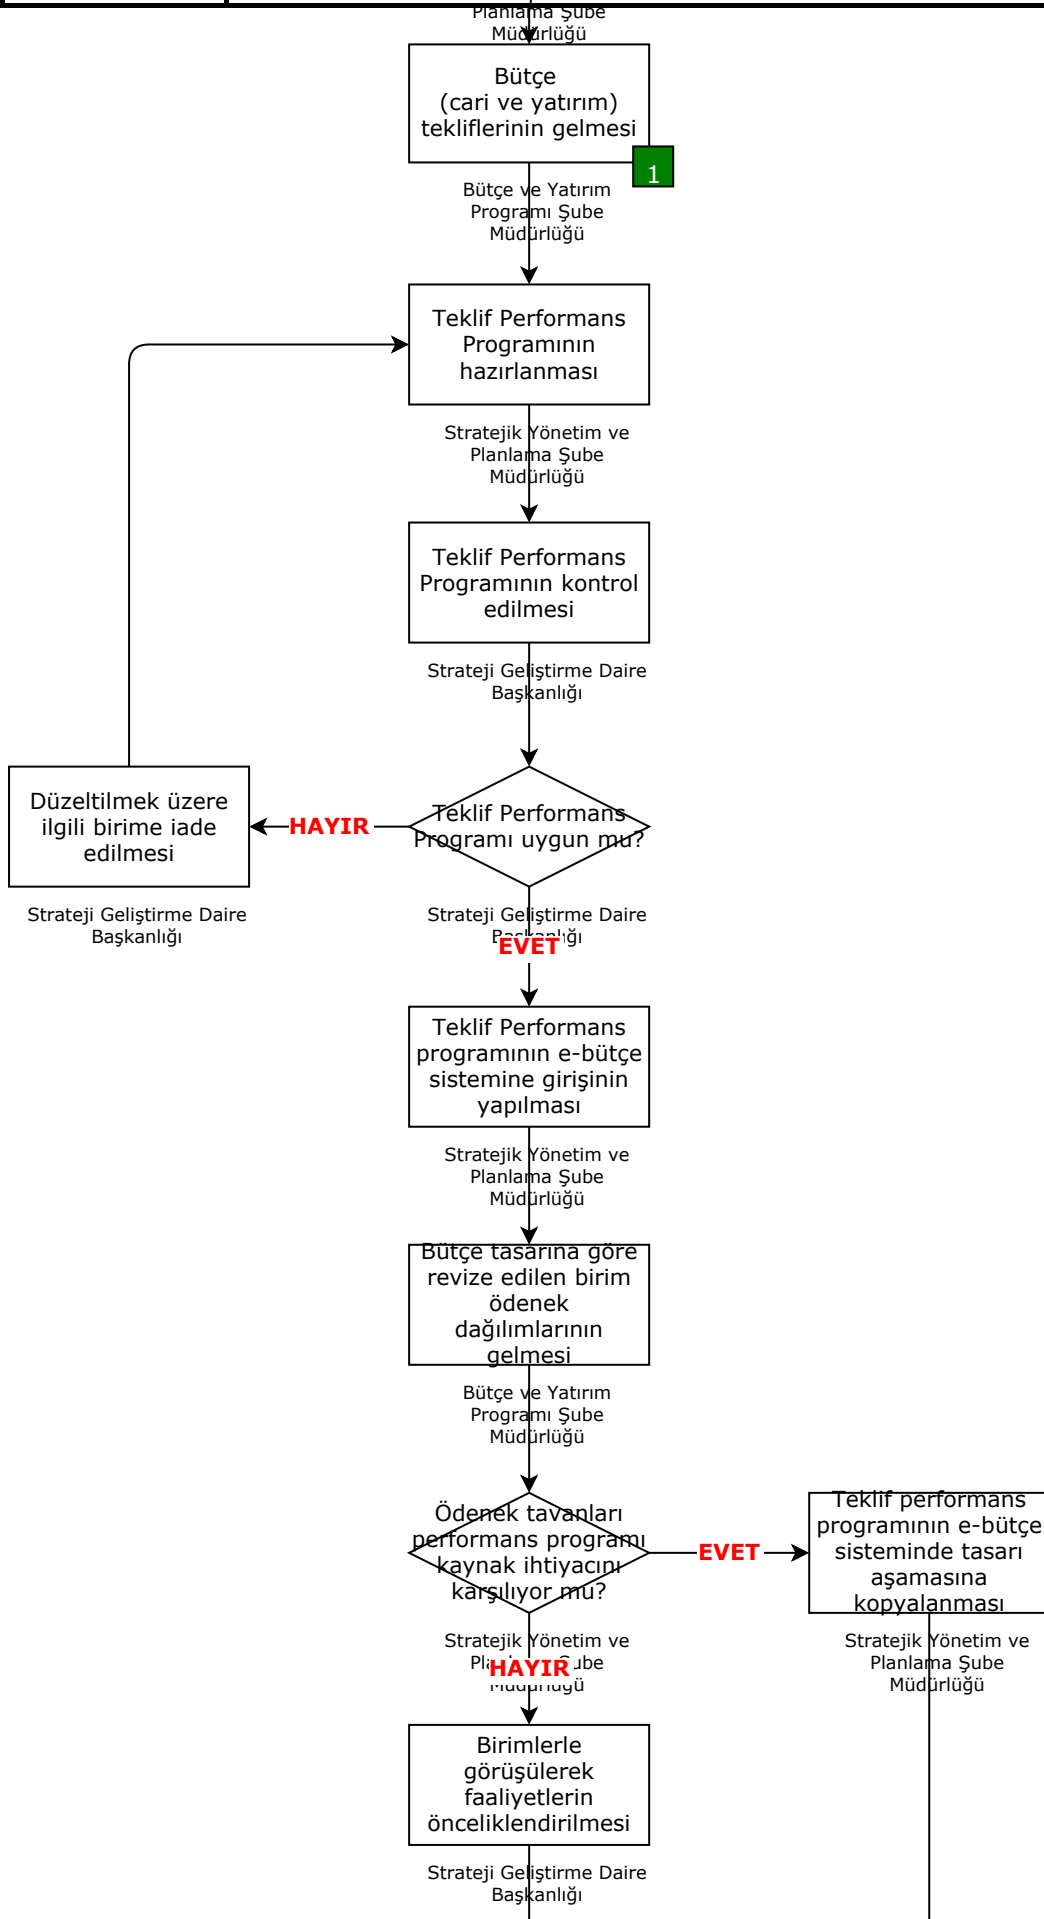 Planlama Şube
Müdürlüğü
Bütçe
(cari ve yatırım)
tekliflerinin gelmesi
1
Bütçe ve Yatırım
Programı Şube
Müdürlüğü
Teklif Performans
Programının
hazırlanması
Stratejik Yönetim ve
Planlama Şube
Müdürlüğü
Teklif Performans
Programının kontrol
edilmesi
Strateji Geliştirme Daire
Başkanlığı
Düzeltilmek üzere
ilgili birime iade
edilmesi
HAYIR
Teklif Performans
Programı uygun mu?
Strateji Geliştirme Daire
Başkanlığı
Strateji Geliştirme Daire
Başkanlığı
EVET
Teklif Performans
programının e-bütçe
sistemine girişinin
yapılması
Stratejik Yönetim ve
Planlama Şube
Müdürlüğü
Bütçe tasarına göre
revize edilen birim
ödenek
dağılımlarının
gelmesi
Bütçe ve Yatırım
Programı Şube
Müdürlüğü
Ödenek tavanları
performans programı
kaynak ihtiyacını
karşılıyor mu?
EVET
Teklif performans
programının e-bütçe
sisteminde tasarı
aşamasına
kopyalanması
Stratejik Yönetim ve
Planlama Şube
Müdürlüğü
HAYIR
Stratejik Yönetim ve
Planlama Şube
Müdürlüğü
Birimlerle
görüşülerek
faaliyetlerin
önceliklendirilmesi
Strateji Geliştirme Daire
Başkanlığı